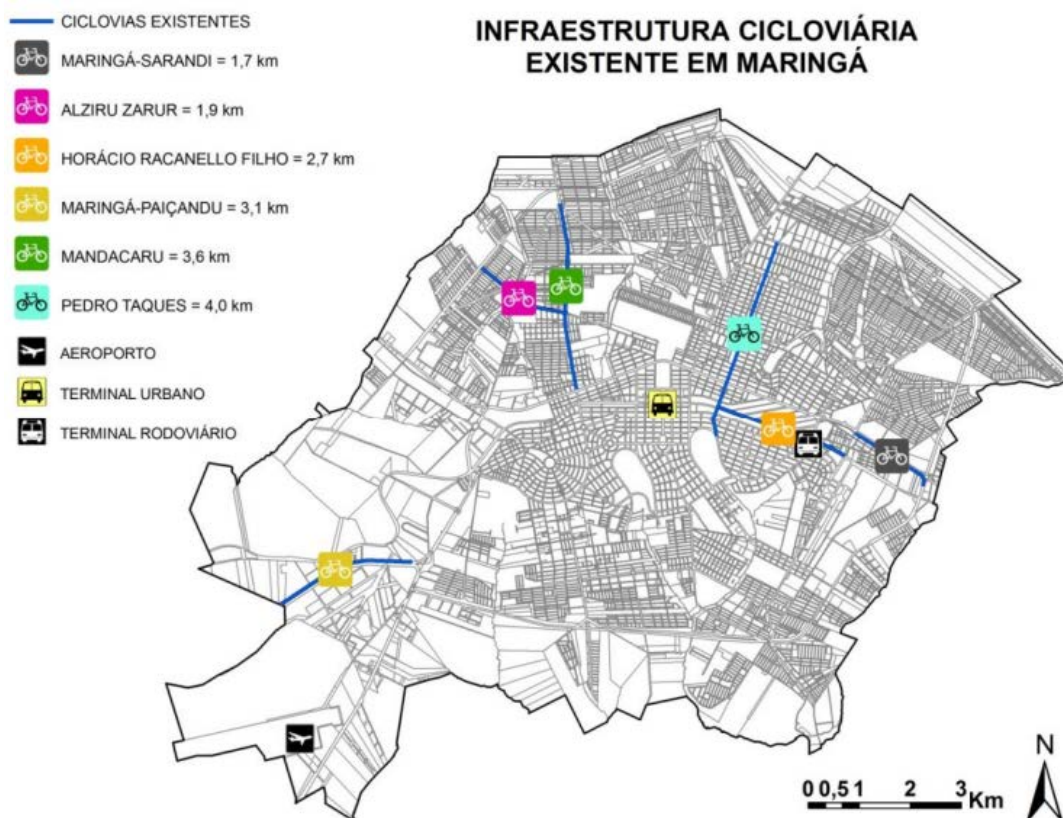 CICLOVIAS EXISTENTES
MARINGÁ-SARANDI = 1,7 km
ALZIRU ZARUR = 1,9 km
HORÁCIO RACANELLO FILHO = 2,7 km
MARINGÁ-PAIÇANDU = 3,1 km
MANDACARU = 3,6 km
PEDRO TAQUES = 4,0 km
AEROPORTO
TERMINAL URBANO
TERMINAL RODOVIÁRIO
INFRAESTRUTURA CICLOVIÁRIA
EXISTENTE EM MARINGÁ
N
0 0,5 1 2 3 Km